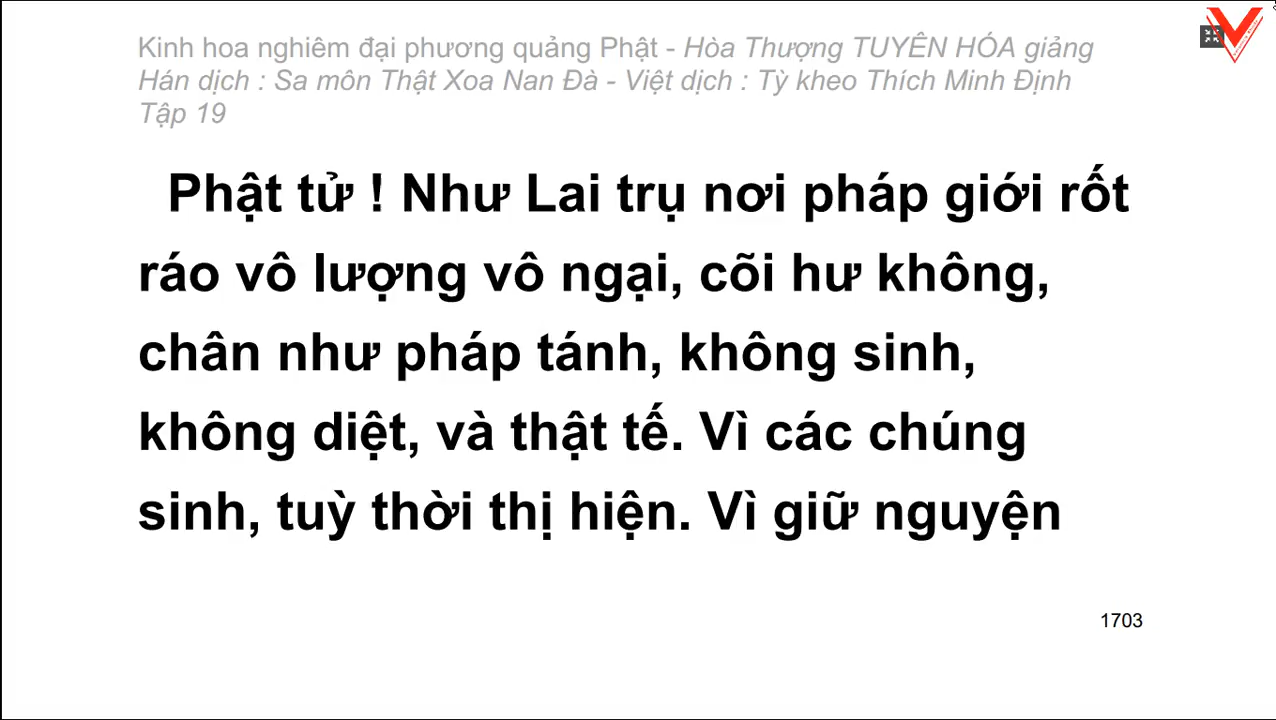 Kinh hoa nghiêm đại phương quảng Phật - Hòa Thượng TUYÊN HÓA giảng
Hán dịch : Sa môn Thật Xoa Nan Đà - Việt dịch : Tỳ kheo Thích Minh Định
Tập 19
Phật tử ! Như Lai trụ nơi pháp giới rốt
ráo vô lượng vô ngại, cõi hư không,
chân như pháp tánh, không sinh,
không diệt, và thật tế. Vì các chúng
sinh, tuỳ thời thị hiện. Vì giữ nguyện
1703